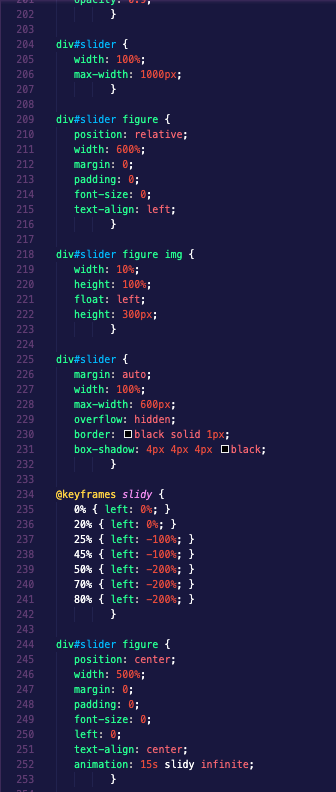 201 opacity: 0.9;
202 }
203
204 div#slider {
205 width: 100%;
206 max-width: 1000px;
207 }
208
209 div#slider figure {
210 position: relative;
211 width: 600%;
212 margin: 0;
213 padding: 0;
214 font-size: 0;
215 text-align: left;
216 }
217
218 div#slider figure img {
219 width: 10%;
220 height: 100%;
221 float: left;
222 height: 300px;
223 }
224
225 div#slider {
226 margin: auto;
227 width: 100%;
228 max-width: 600px;
229 overflow: hidden;
230 border: black solid 1px;
231 box-shadow: 4px 4px 4px black;
232 }
233
234 @keyframes slidy {
235 0% { left: 0%; }
236 20% { left: 0%; }
237 25% { left: -100%; }
238 45% { left: -100%; }
239 50% { left: -200%; }
240 70% { left: -200%; }
241 80% { left: -200%; }
242 }
243
244 div#slider figure {
245 position: center;
246 width: 500%;
247 margin: 0;
248 padding: 0;
249 font-size: 0;
250 left: 0;
251 text-align: center;
252 animation: 15s slidy infinite;
253 }